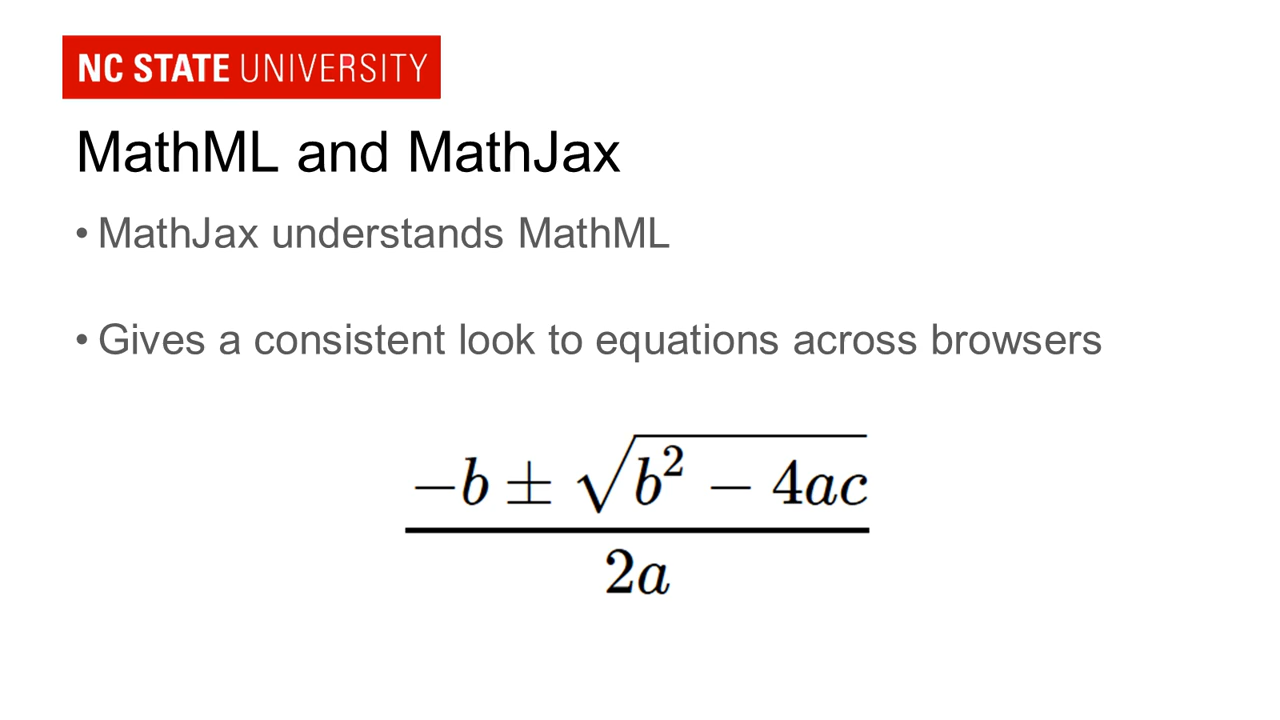 NC STATE UNIVERSITY
MathML and MathJax
• MathJax understands MathML
• Gives a consistent look to equations across browsers
−b ± √b² − 4ac
2a